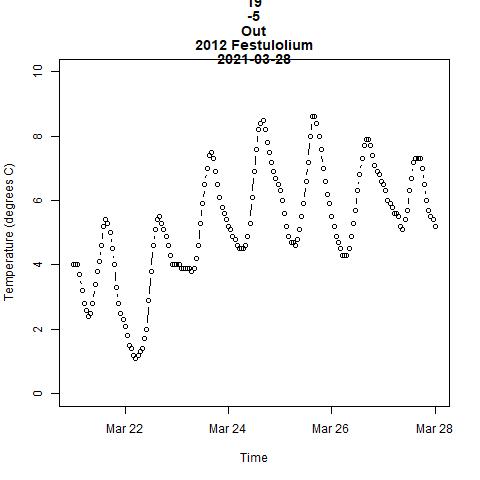 19
-5
Out
2012 Festulolium
2021-03-28
Temperature (degrees C)
10
8
6
4
2
0
Mar 22
Mar 24
Mar 26
Mar 28
Time